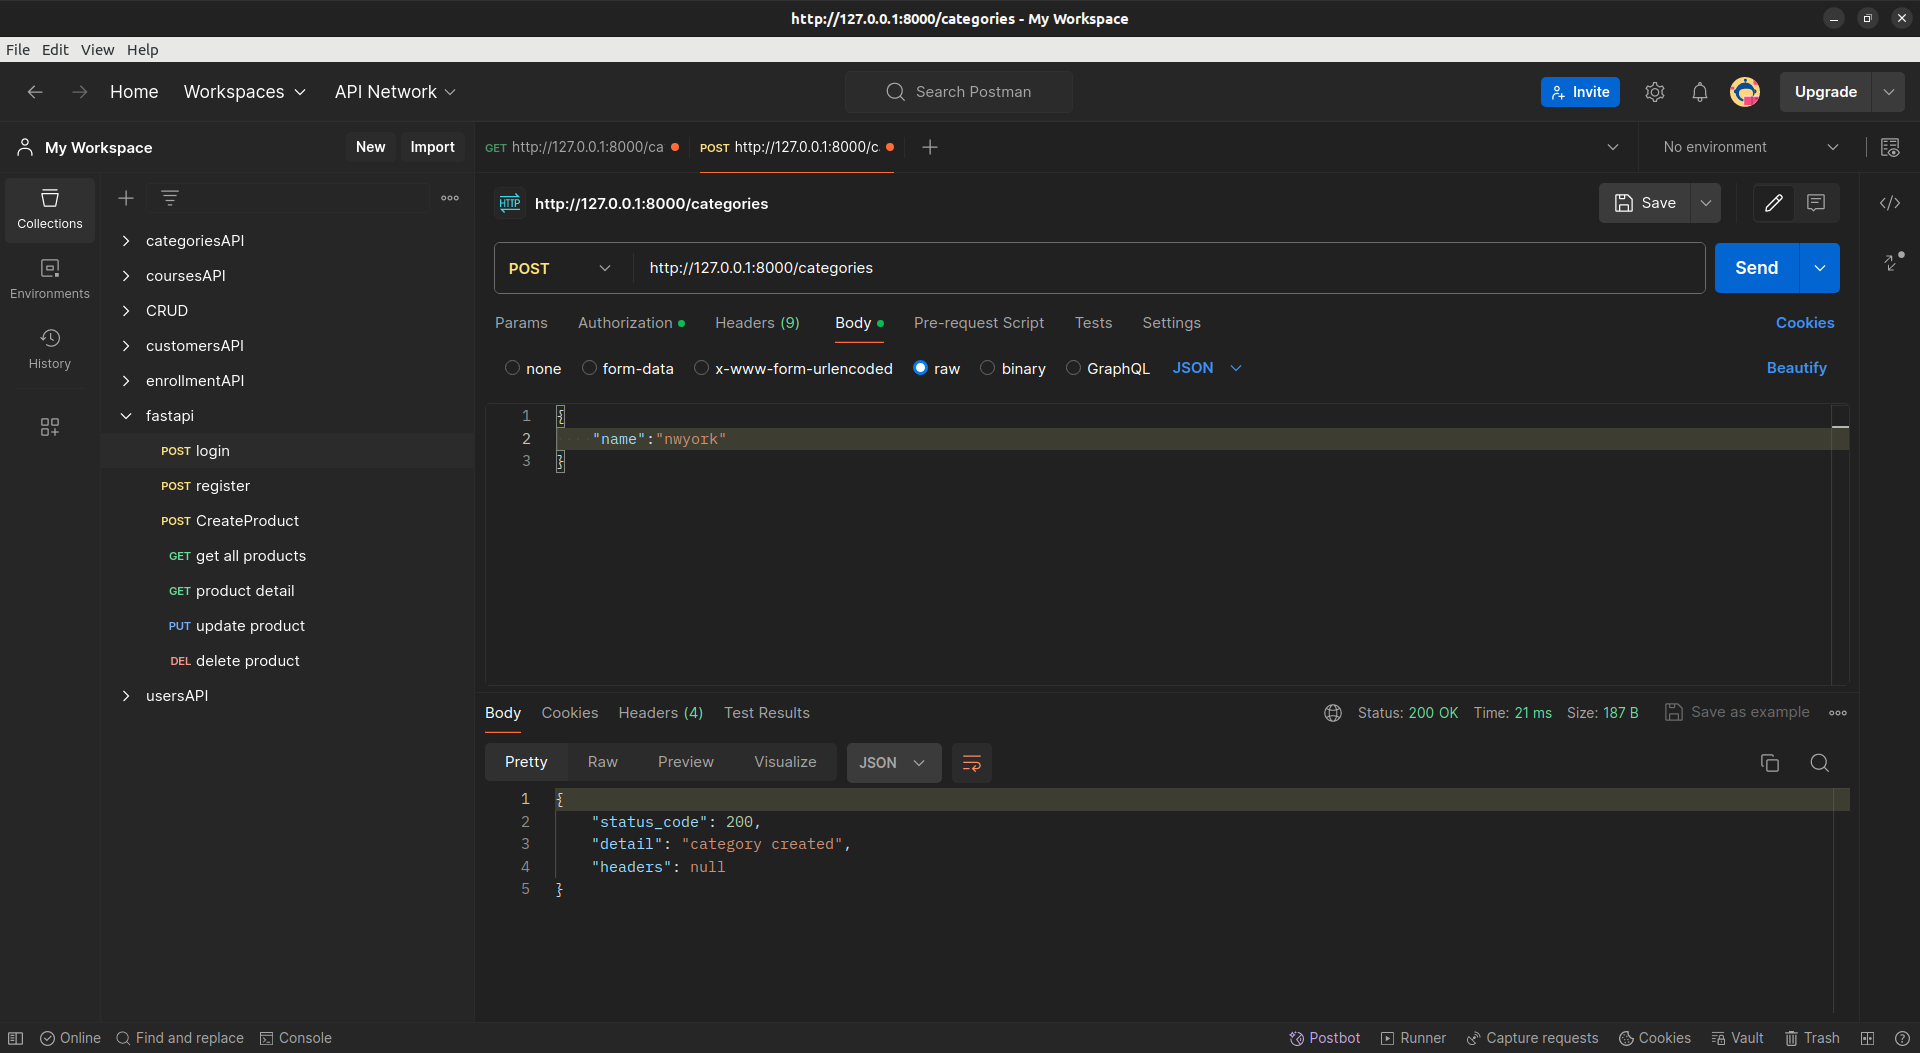 http://127.0.0.1:8000/categories - My Workspace
File Edit View Help
Home Workspaces API Network Search Postman Invite Upgrade
My Workspace New Import GET http://127.0.0.1:8000/ca POST http://127.0.0.1:8000/c No environment
HTTP http://127.0.0.1:8000/categories Save
Collections
categoriesAPI
coursesAPI
CRUD
customersAPI
enrollmentAPI
fastapi
POST login
POST register
POST CreateProduct
GET get all products
GET product detail
PUT update product
DEL delete product
usersAPI
Environments
History
POST http://127.0.0.1:8000/categories Send
Params Authorization Headers (9) Body Pre-request Script Tests Settings Cookies
none form-data x-www-form-urlencoded raw binary GraphQL JSON Beautify
1 {
2 "name":"nwyork"
3 }
Body Cookies Headers (4) Test Results Status: 200 OK Time: 21 ms Size: 187 B Save as example
Pretty Raw Preview Visualize JSON
1 {
2 "status_code": 200,
3 "detail": "category created",
4 "headers": null
5 }
Online Find and replace Console Postbot Runner Capture requests Cookies Vault Trash